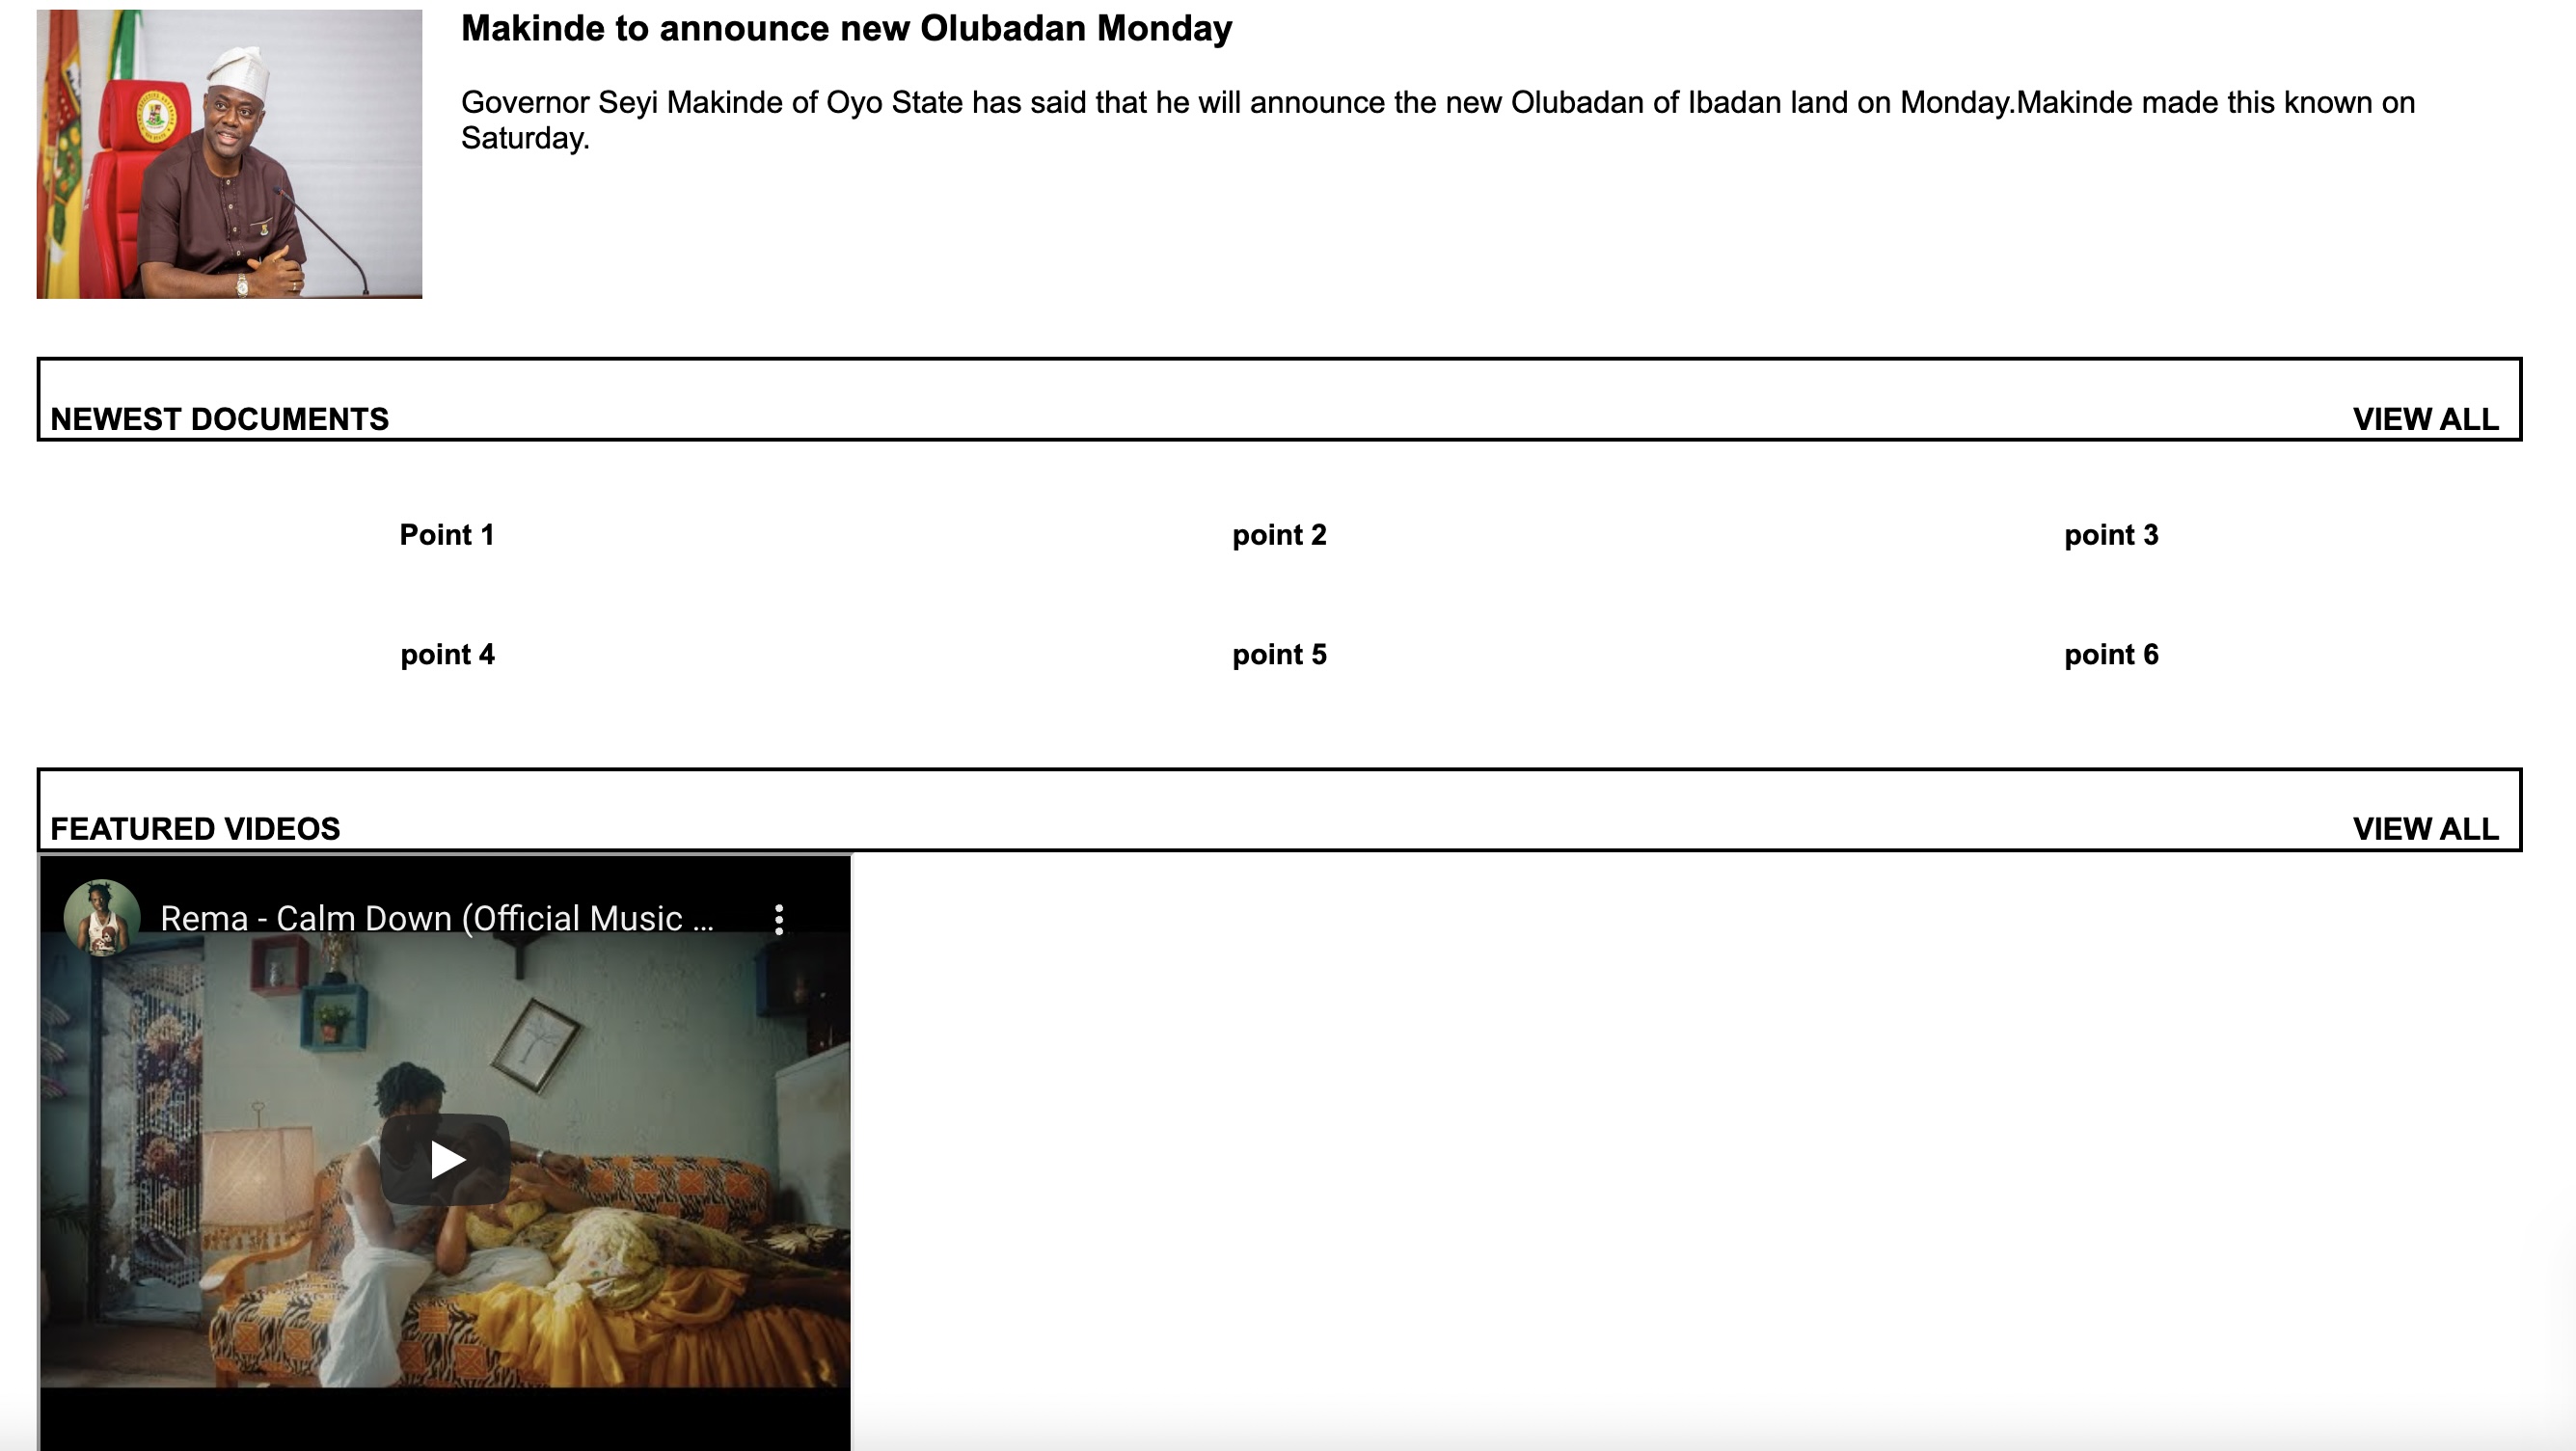 Makinde to announce new Olubadan Monday
Governor Seyi Makinde of Oyo State has said that he will announce the new Olubadan of Ibadan land on Monday.Makinde made this known on
Saturday.
NEWEST DOCUMENTS VIEW ALL
Point 1 point 2 point 3
point 4 point 5 point 6
FEATURED VIDEOS VIEW ALL
Rema - Calm Down (Official Music ...